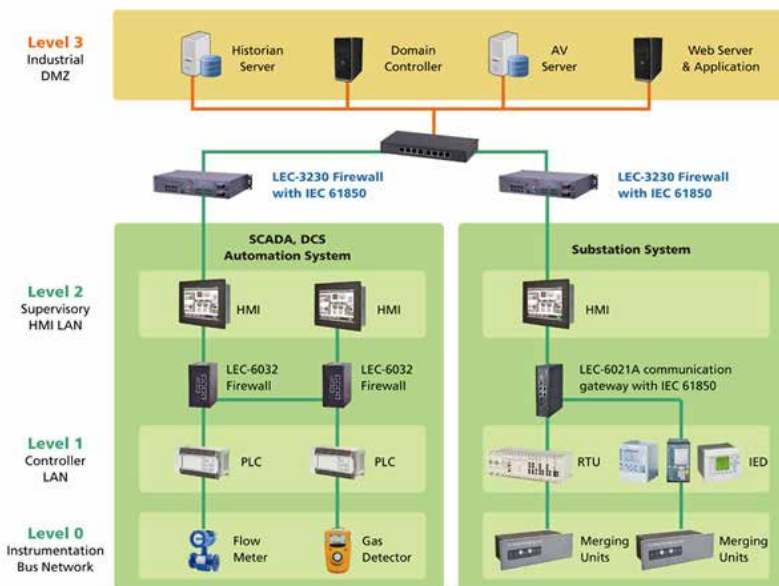 Level 3
Industrial
DMZ
Historian
Server
Domain
Controller
AV
Server
Web Server
& Application
LEC-3230 Firewall
with IEC 61850
LEC-3230 Firewall
with IEC 61850
SCADA, DCS
Automation System
Substation System
Level 2
Supervisory
HMI LAN
HMI
HMI
HMI
LEC-6032
Firewall
LEC-6032
Firewall
LEC-6021A communication
gateway with IEC 61850
Level 1
Controller
LAN
PLC
PLC
RTU
IED
Level 0
Instrumentation
Bus Network
Flow
Meter
Gas
Detector
Merging
Units
Merging
Units